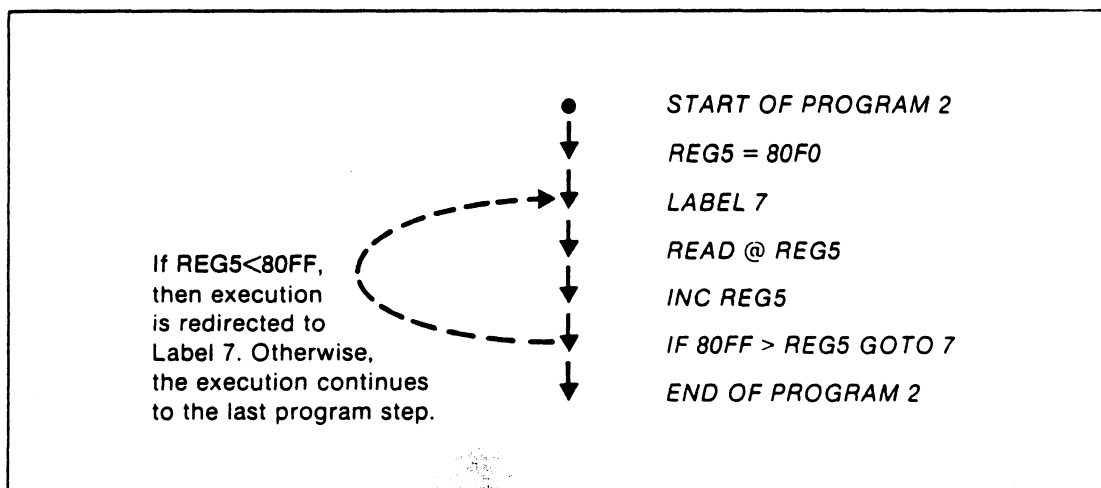 START OF PROGRAM 2
REG5 = 80F0
LABEL 7
READ @ REG5
INC REG5
IF 80FF > REG5 GOTO 7
END OF PROGRAM 2
If REG5<80FF,
then execution
is redirected to
Label 7. Otherwise,
the execution continues
to the last program step.